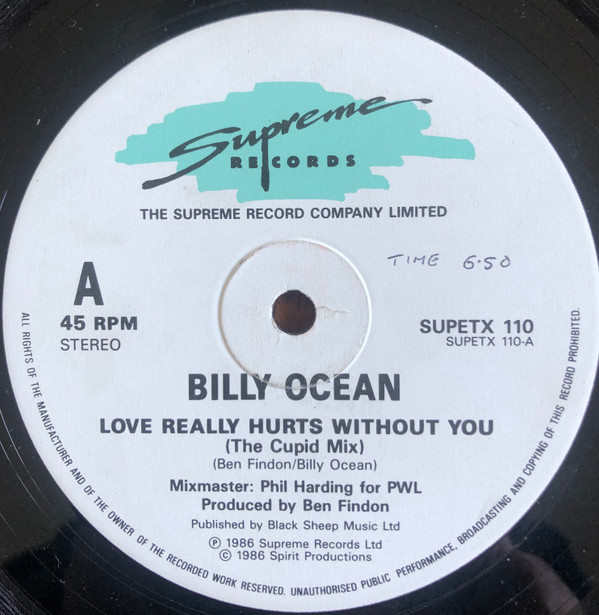 Supreme
RECORDS
THE SUPREME RECORD COMPANY LIMITED
TIME 6.50
A
45 RPM
STEREO
SUPETX 110
SUPETX 110-A
BILLY OCEAN
LOVE REALLY HURTS WITHOUT YOU
(The Cupid Mix)
(Ben Findon/Billy Ocean)
Mixmaster: Phil Harding for PWL
Produced by Ben Findon
Published by Black Sheep Music Ltd
℗ 1986 Supreme Records Ltd
© 1986 Spirit Productions
ALL RIGHTS OF THE MANUFACTURER AND OF THE OWNER OF THE RECORDED WORK RESERVED. UNAUTHORISED PUBLIC PERFORMANCE, BROADCASTING AND COPYING OF THIS RECORD PROHIBITED.